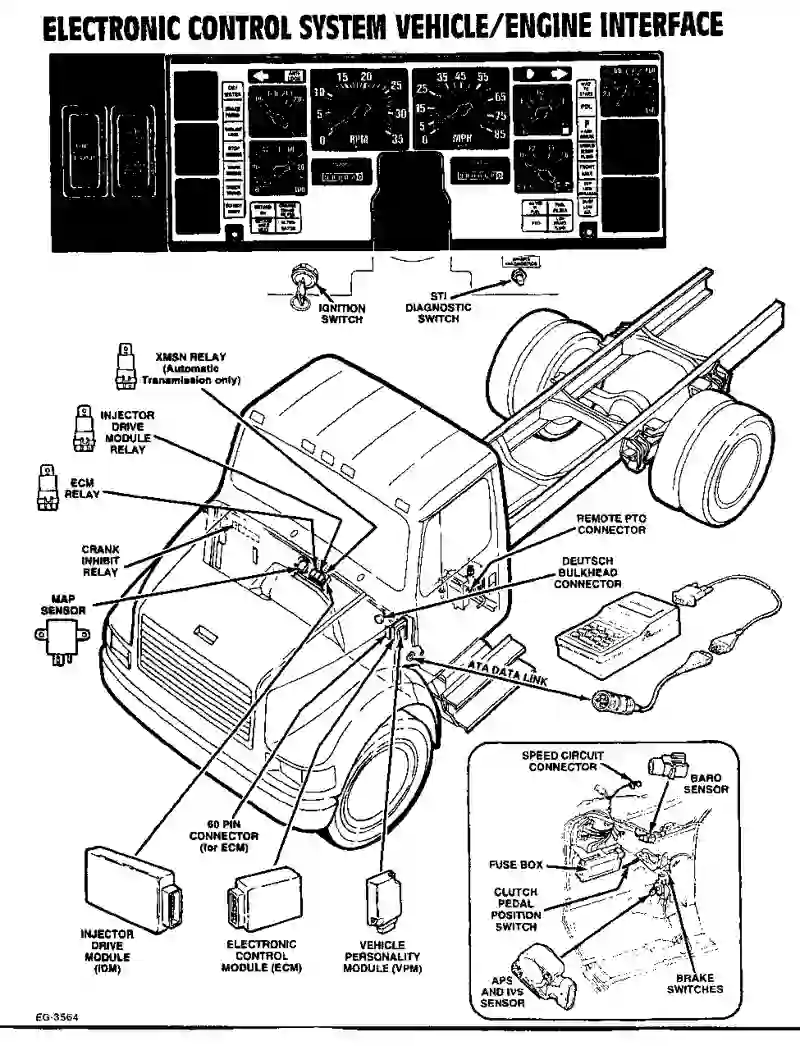 ELECTRONIC CONTROL SYSTEM VEHICLE/ENGINE INTERFACE
15 20
10
25
5
30
0
35
RPM
35 45 55
25
65
15
75
5
85
0
MPH
PDL
IGNITION
SWITCH
STI
DIAGNOSTIC
SWITCH
XMSN RELAY
(Automatic
Transmission only)
INJECTOR
DRIVE
MODULE
RELAY
ECM
RELAY
CRANK
INHIBIT
RELAY
MAP
SENSOR
REMOTE PTO
CONNECTOR
DEUTSCH
BULKHEAD
CONNECTOR
ATA DATA LINK
60 PIN
CONNECTOR
(for ECM)
INJECTOR
DRIVE
MODULE
(IDM)
ELECTRONIC
CONTROL
MODULE (ECM)
VEHICLE
PERSONALITY
MODULE (VPM)
SPEED CIRCUIT
CONNECTOR
BARO
SENSOR
FUSE BOX
CLUTCH
PEDAL
POSITION
SWITCH
APS
AND IVS
SENSOR
BRAKE
SWITCHES
EG-3564